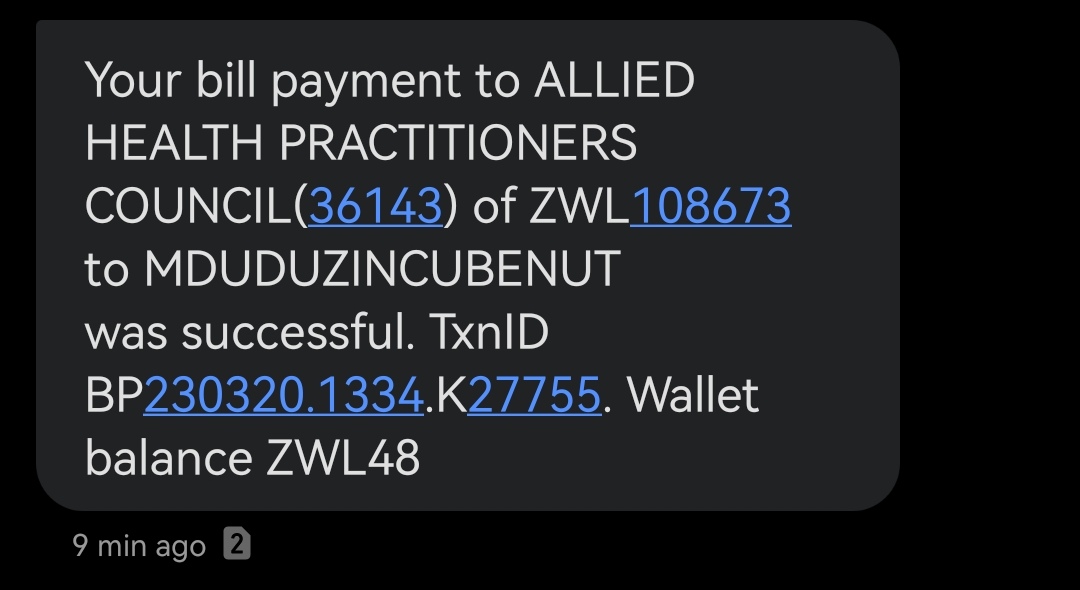 Your bill payment to ALLIED
HEALTH PRACTITIONERS
COUNCIL(36143) of ZWL108673
to MDUDUZINCUBENUT
was successful. TxnID
BP230320.1334.K27755. Wallet
balance ZWL48
9 min ago 2